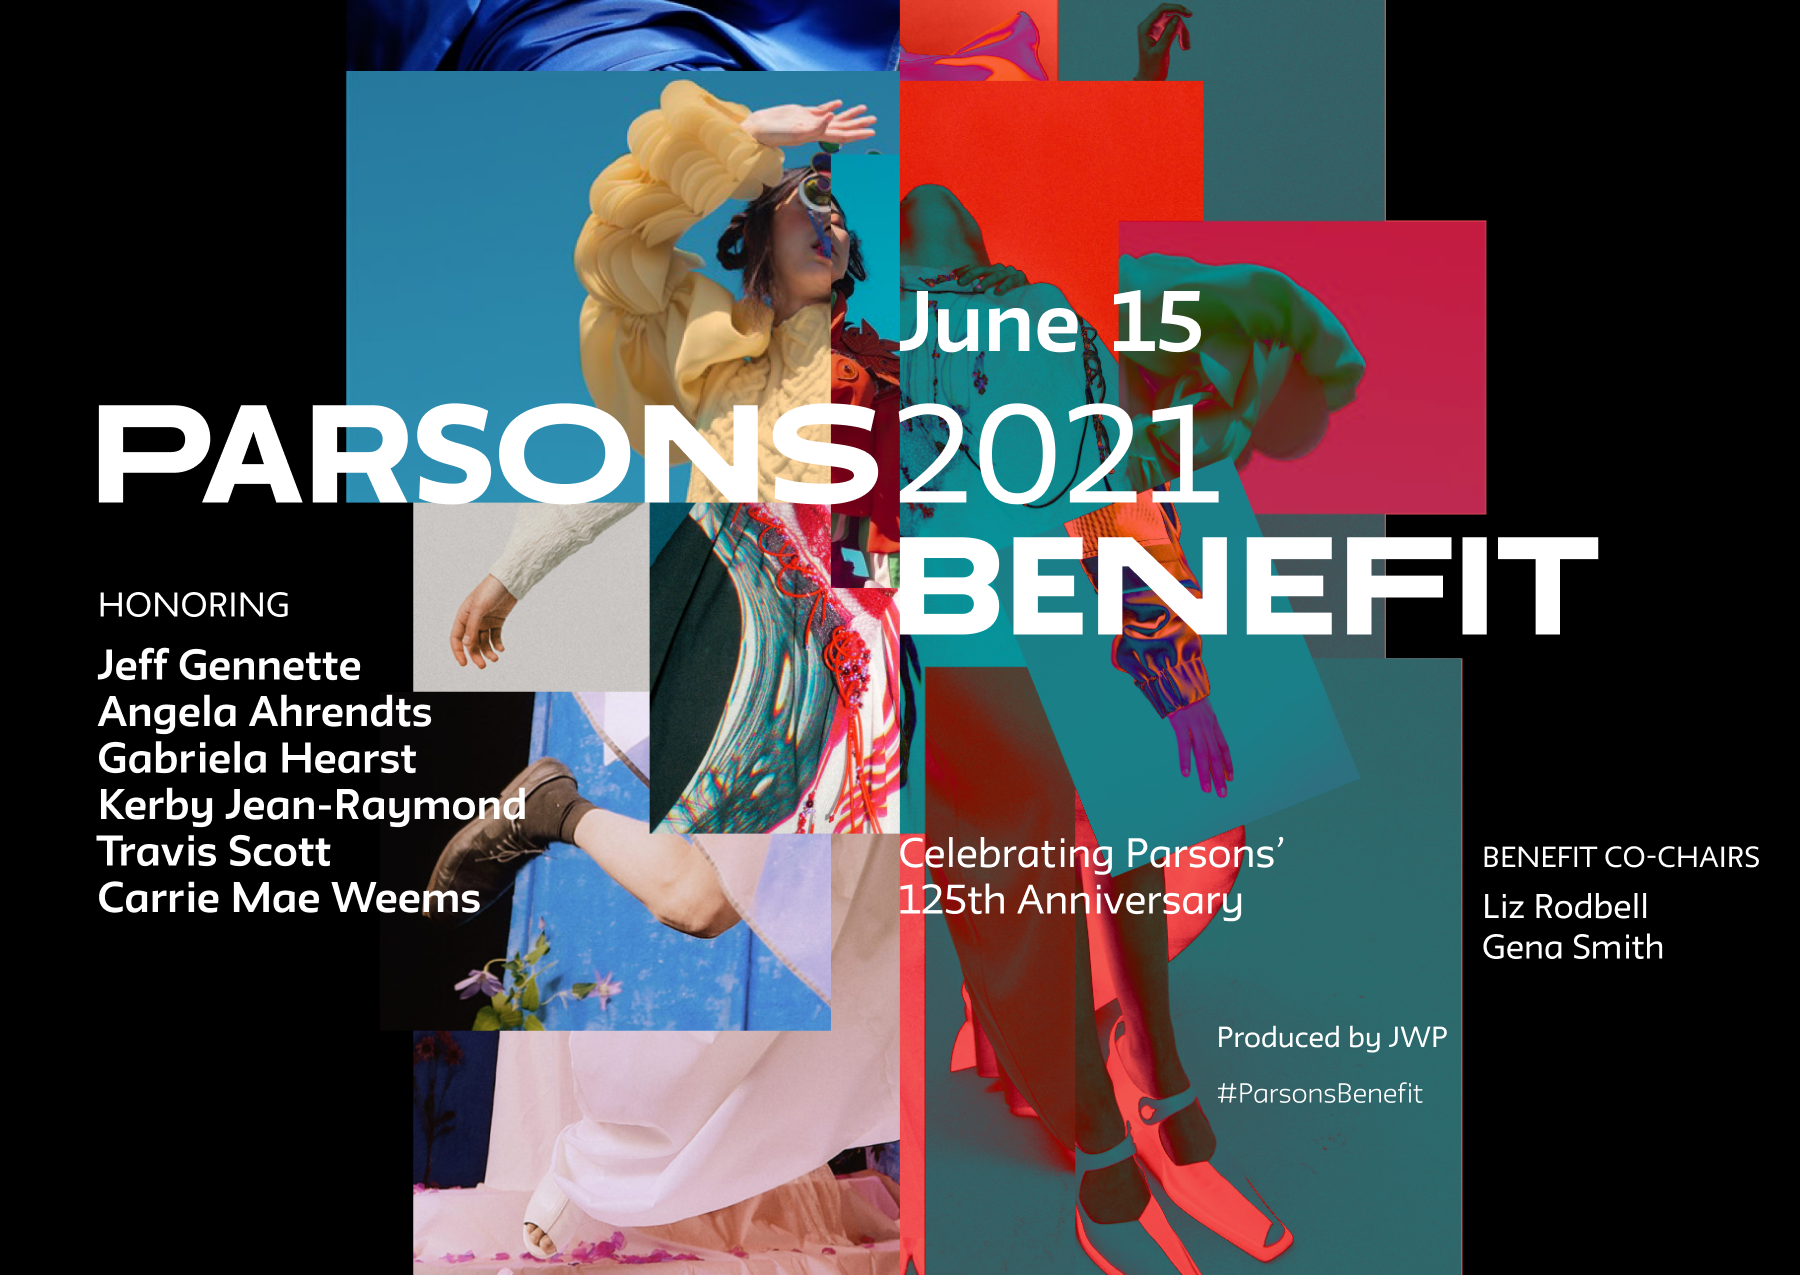 June 15
PARSONS 2021
BENEFIT
HONORING
Jeff Gennette
Angela Ahrendts
Gabriela Hearst
Kerby Jean-Raymond
Travis Scott
Carrie Mae Weems
Celebrating Parsons’
125th Anniversary
BENEFIT CO-CHAIRS
Liz Rodbell
Gena Smith
Produced by JWP
#ParsonsBenefit